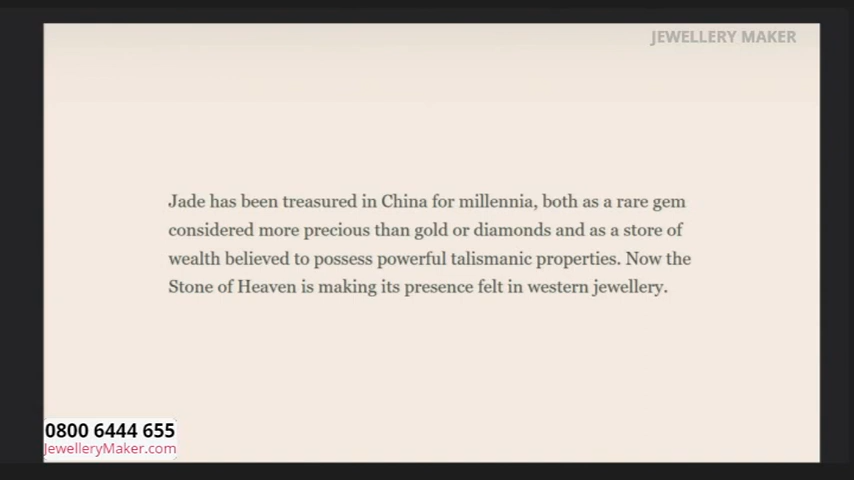 JEWELLERY MAKER
Jade has been treasured in China for millennia, both as a rare gem
considered more precious than gold or diamonds and as a store of
wealth believed to possess powerful talismanic properties. Now the
Stone of Heaven is making its presence felt in western jewellery.
0800 6444 655
JewelleryMaker.com